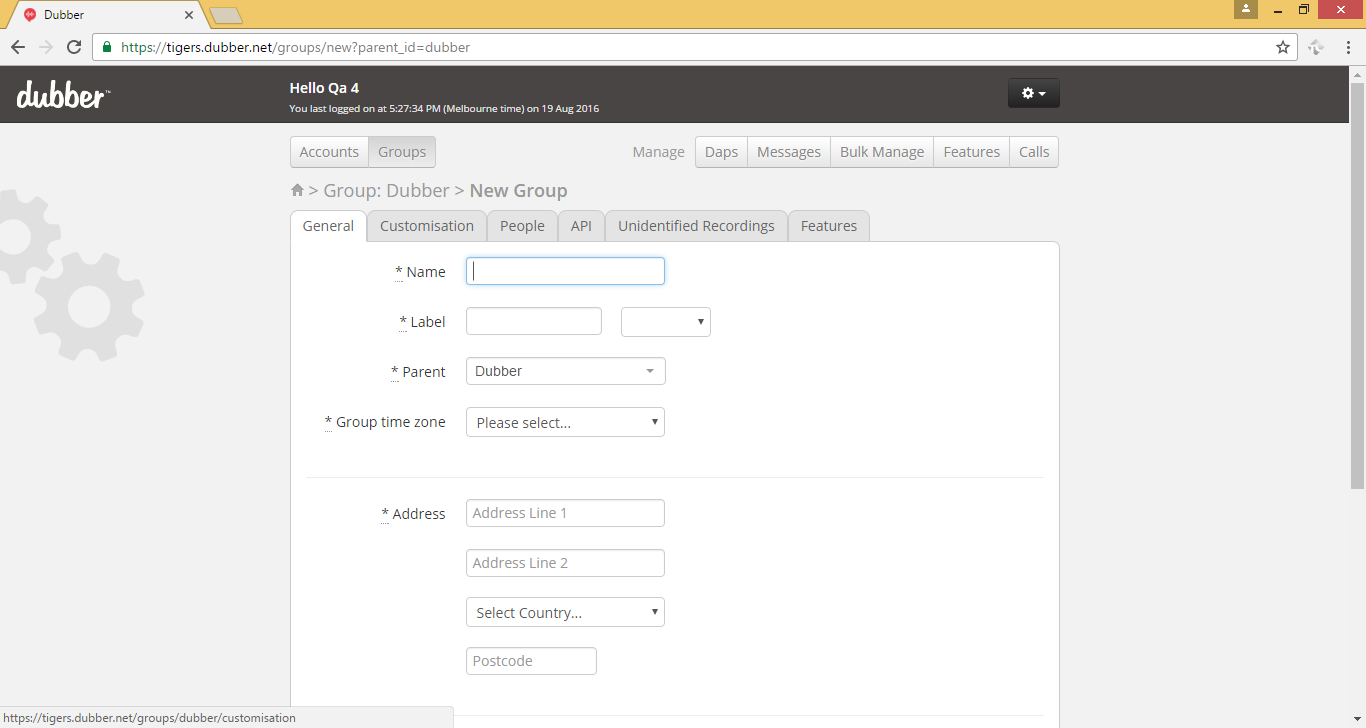 Dubber
https://tigers.dubber.net/groups/new?parent_id=dubber
dubber™
Hello Qa 4
You last logged on at 5:27:34 PM (Melbourne time) on 19 Aug 2016
Accounts Groups Manage Daps Messages Bulk Manage Features Calls
> Group: Dubber > New Group
General Customisation People API Unidentified Recordings Features
* Name
* Label
* Parent Dubber
* Group time zone Please select...
* Address Address Line 1
Address Line 2
Select Country...
Postcode
https://tigers.dubber.net/groups/dubber/customisation